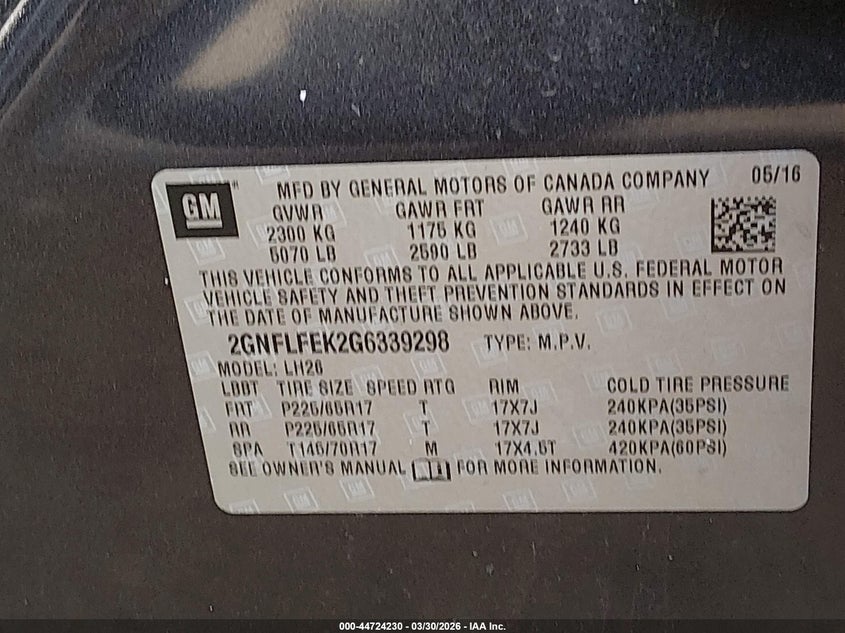 GM
MFD BY GENERAL MOTORS OF CANADA COMPANY 05/16
GVWR GAWR FRT GAWR RR
2300 KG 1175 KG 1240 KG
5070 LB 2590 LB 2733 LB
THIS VEHICLE CONFORMS TO ALL APPLICABLE U.S. FEDERAL MOTOR
VEHICLE SAFETY AND THEFT PREVENTION STANDARDS IN EFFECT ON
THE DATE OF MANUFACTURE SHOWN ABOVE.
2GNFLFEK2G6339298 TYPE: M.P.V.
MODEL: LH26
LBBT TIRE SIZE SPEED RTG RIM COLD TIRE PRESSURE
FRT P225/65R17 T 17X7J 240KPA(35PSI)
RR P225/65R17 T 17X7J 240KPA(35PSI)
SPA T145/70R17 M 17X4.5T 420KPA(60PSI)
SEE OWNER'S MANUAL FOR MORE INFORMATION.
000-44724230 - 03/30/2026 - IAA Inc.